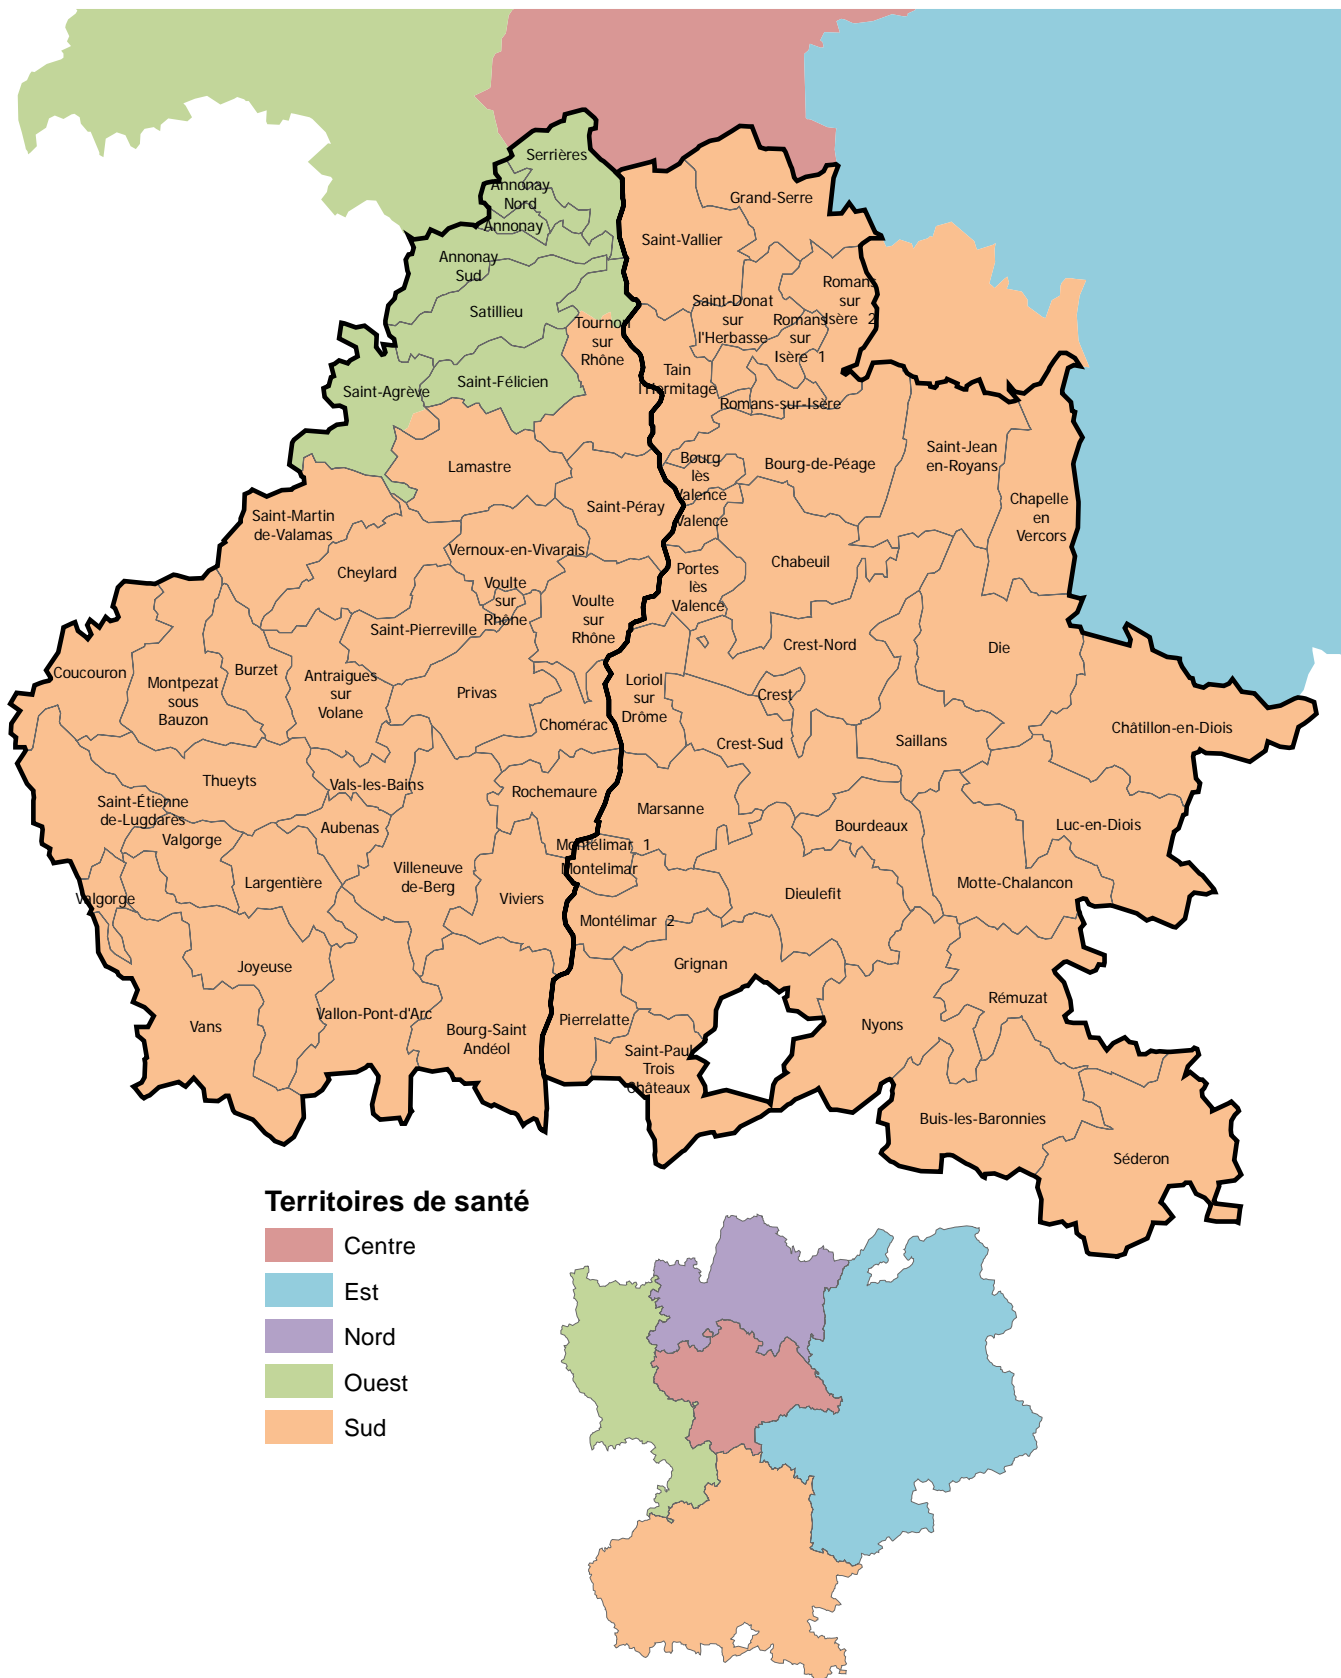 Serrières
Annonay
Nord
Annonay
Annonay
Sud
Satillieu
Saint-Agrève
Saint-Félicien
Tournon
sur
Rhône
Grand-Serre
Saint-Vallier
Romans
sur
Isère 2
Saint-Donat
sur
l'Herbasse
Romans
sur
Isère 1
Tain
l'Hermitage
Romans-sur-Isère
Lamastre
Bourg
lès
Valence
Bourg-de-Péage
Saint-Jean
en-Royans
Saint-Péray
Valence
Chapelle
en
Vercors
Saint-Martin
de-Valamas
Vernoux-en-Vivarais
Cheylard
Chabeuil
Portes
lès
Valence
Voulte
sur
Rhône
Voulte
sur
Rhône
Saint-Pierreville
Crest-Nord
Die
Coucouron
Montpezat
sous
Bauzon
Burzet
Antraigues
sur
Volane
Privas
Loriol
sur
Drôme
Crest
Chomérac
Crest-Sud
Saillans
Châtillon-en-Diois
Thueyts
Vals-les-Bains
Rochemaure
Saint-Étienne
de-Lugdarès
Marsanne
Valgorge
Aubenas
Bourdeaux
Luc-en-Diois
Montélimar 1
Montelimar
Villeneuve
de-Berg
Largentière
Valgorge
Viviers
Dieulefit
Motte-Chalancon
Montélimar 2
Joyeuse
Grignan
Rémuzat
Vans
Vallon-Pont-d'Arc
Bourg-Saint
Andéol
Pierrelatte
Nyons
Saint-Paul
Trois
Châteaux
Buis-les-Baronnies
Séderon
Territoires de santé
Centre
Est
Nord
Ouest
Sud